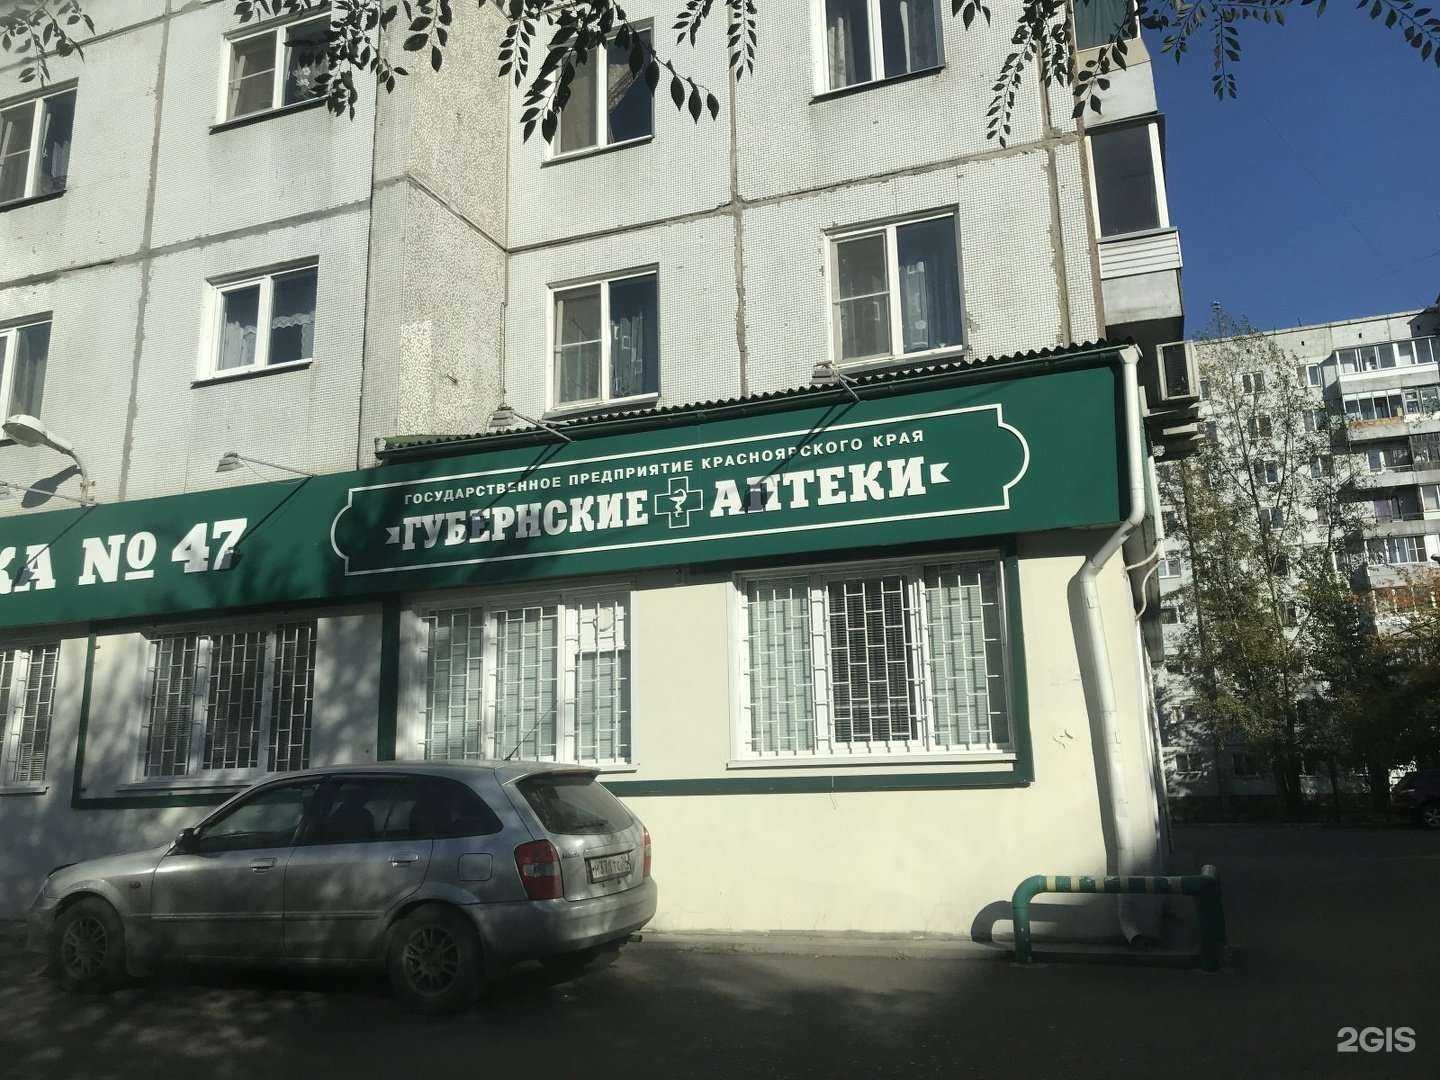 КА № 47
ГОСУДАРСТВЕННОЕ ПРЕДПРИЯТИЕ КРАСНОЯРСКОГО КРАЯ
ГУБЕРНСКИЕ АПТЕКИ
2GIS